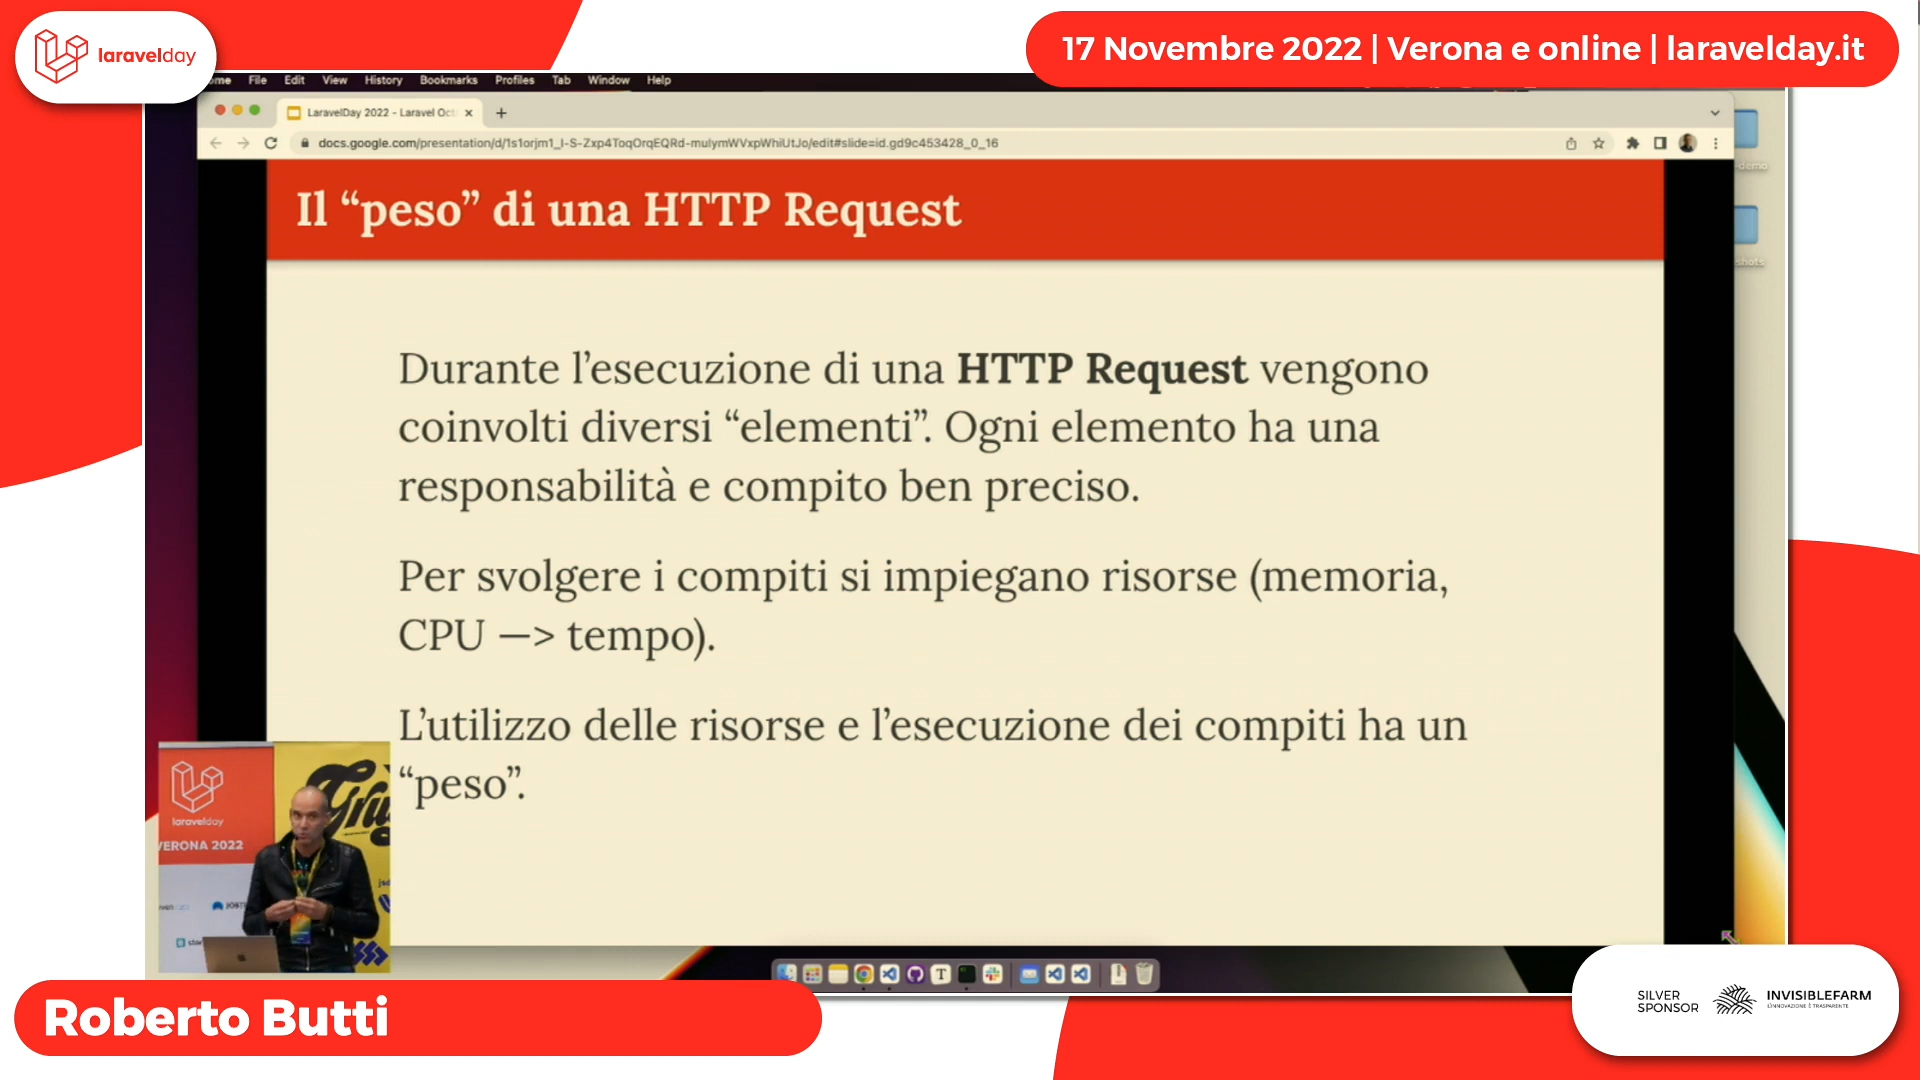 laravelday
17 Novembre 2022 | Verona e online | laravelday.it
File Edit View History Bookmarks Profiles Tab Window Help
LaravelDay 2022 - Laravel Oct
docs.google.com/presentation/d/1s1orjm1_I-S-Zxp4ToqOrqEQRd-mulymWVxpWhiUtJo/edit#slide=id.gd9c453428_0_16
Il “peso” di una HTTP Request
Durante l’esecuzione di una HTTP Request vengono
coinvolti diversi “elementi”. Ogni elemento ha una
responsabilità e compito ben preciso.
Per svolgere i compiti si impiegano risorse (memoria,
CPU —> tempo).
L’utilizzo delle risorse e l’esecuzione dei compiti ha un
“peso”.
laravelday
VERONA 2022
Roberto Butti
SILVER
SPONSOR
INVISIBLEFARM
L'INNOVAZIONE È TRASPARENTE